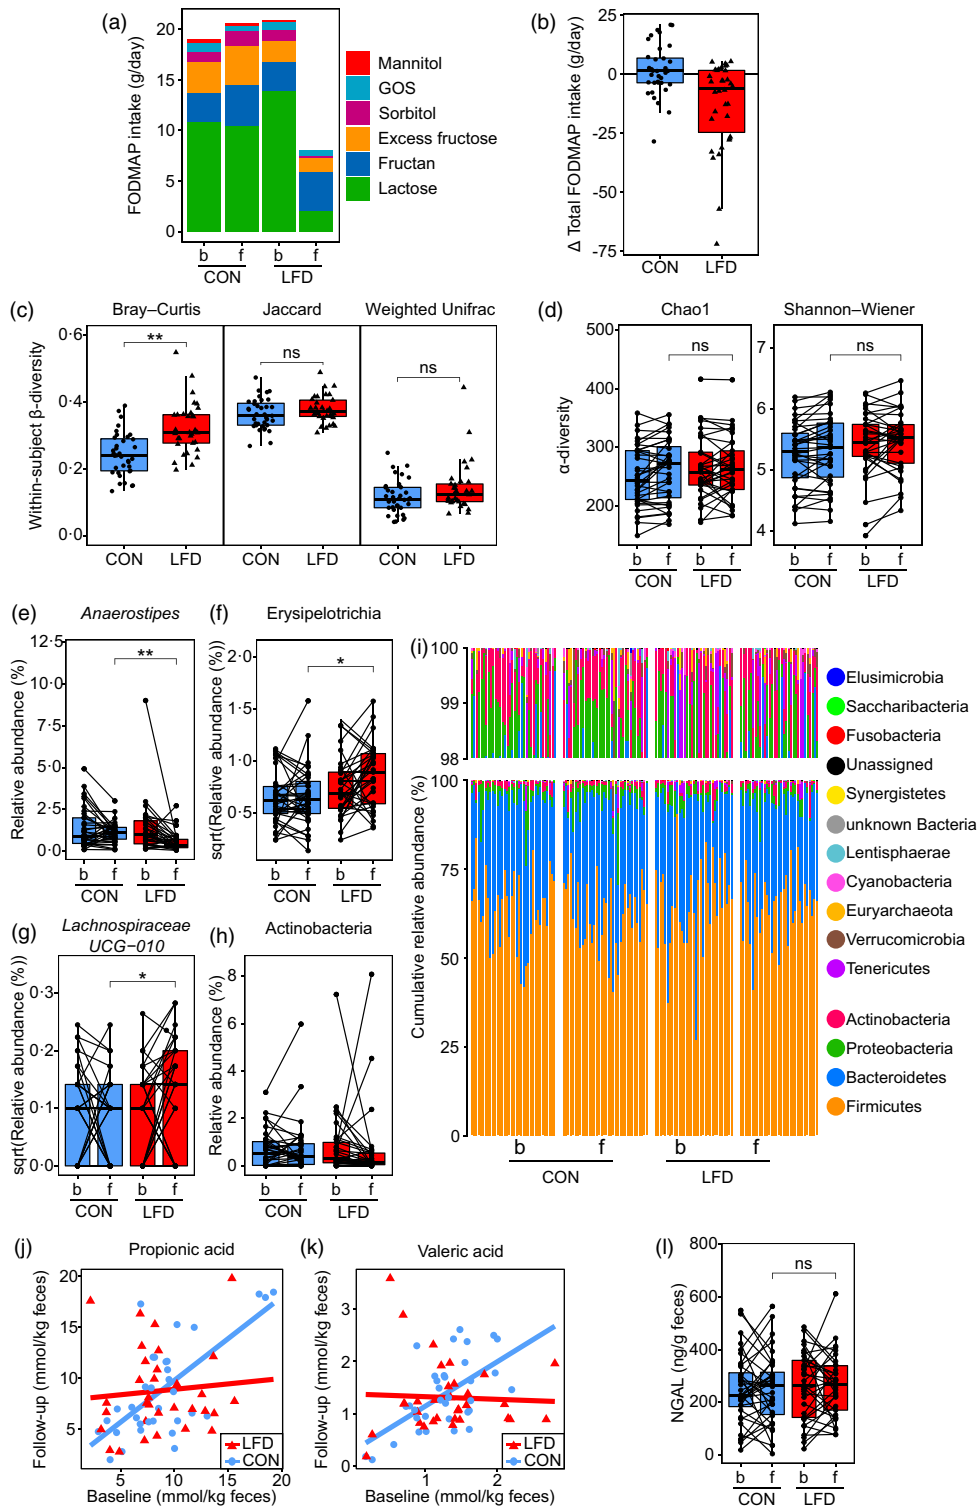 (a)
FODMAP intake (g/day)
20
15
10
5
0
b f b f
CON LFD
Mannitol
GOS
Sorbitol
Excess fructose
Fructan
Lactose
(b)
Δ Total FODMAP intake (g/day)
25
0
-25
-50
-75
CON LFD
(c)
Bray–Curtis Jaccard Weighted Unifrac
Within-subject β-diversity
0·6
0·4
0·2
0·0
** ns ns
CON LFD CON LFD CON LFD
(d)
Chao1 Shannon–Wiener
α-diversity
500
400
300
200
ns
b f b f
CON LFD
7
6
5
4
ns
b f b f
CON LFD
(e)
Anaerostipes
Relative abundance (%)
12·5
10·0
7·5
5·0
2·5
0·0
**
b f b f
CON LFD
(f)
Erysipelotrichia
sqrt(Relative abundance (%))
2·0
1·5
1·0
0·5
*
b f b f
CON LFD
(g)
Lachnospiraceae
UCG−010
sqrt(Relative abundance (%))
0·3
0·2
0·1
0·0
*
b f b f
CON LFD
(h)
Actinobacteria
Relative abundance (%)
8
6
4
2
0
b f b f
CON LFD
(i)
Cumulative relative abundance (%)
100
99
98
100
75
50
25
0
b f b f
CON LFD
Elusimicrobia
Saccharibacteria
Fusobacteria
Unassigned
Synergistetes
unknown Bacteria
Lentisphaerae
Cyanobacteria
Euryarchaeota
Verrucomicrobia
Tenericutes
Actinobacteria
Proteobacteria
Bacteroidetes
Firmicutes
(j)
Propionic acid
Follow-up (mmol/kg feces)
20
15
10
5
5 10 15 20
Baseline (mmol/kg feces)
LFD
CON
(k)
Valeric acid
Follow-up (mmol/kg feces)
3
2
1
0
1 2
Baseline (mmol/kg feces)
LFD
CON
(l)
NGAL (ng/g feces)
800
600
400
200
0
ns
b f b f
CON LFD